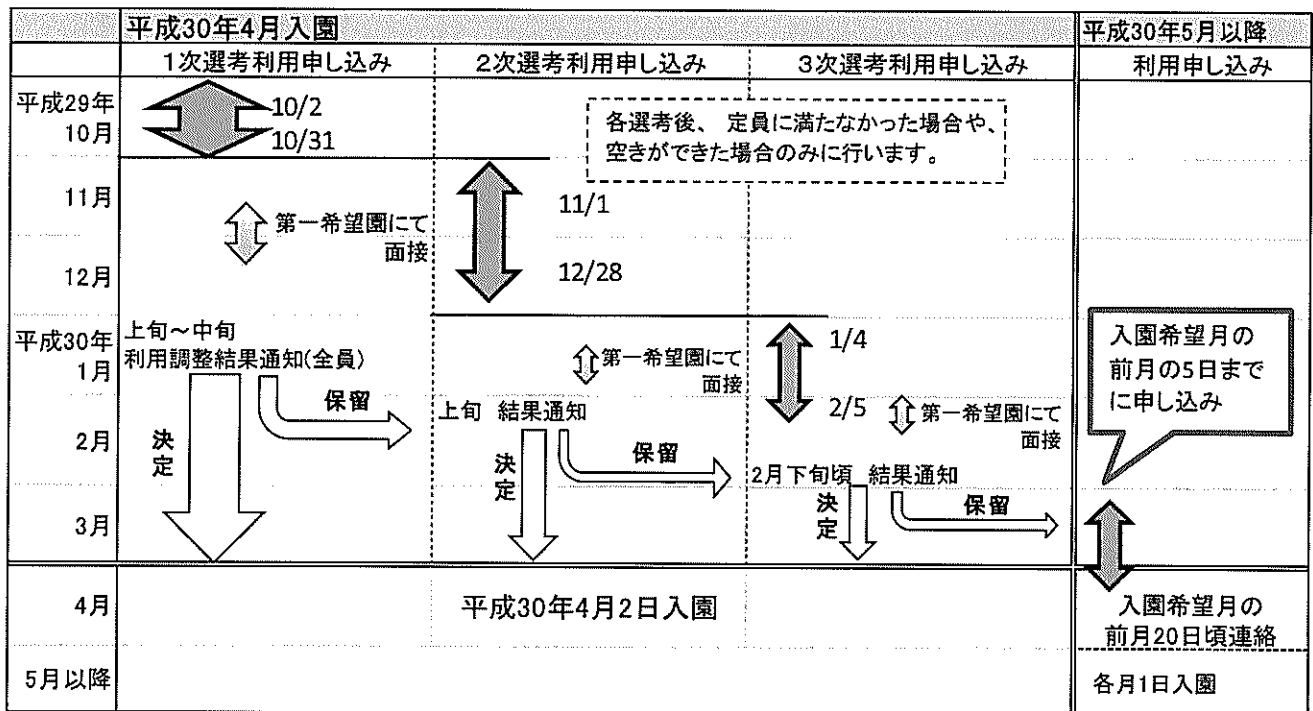 平成30年4月入園
平成30年5月以降
1次選考利用申し込み
2次選考利用申し込み
3次選考利用申し込み
利用申し込み
平成29年
10月
10/2
10/31
各選考後、定員に満たなかった場合や、
空きができた場合のみに行います。
11月
第一希望園にて
面接
11/1
12月
12/28
平成30年
1月
上旬～中旬
利用調整結果通知(全員)
第一希望園にて
面接
1/4
2/5
入園希望月の
前月の5日まで
に申し込み
保留
2月
決定
上旬 結果通知
決定
保留
第一希望園にて
面接
2月下旬頃 結果通知
決定
保留
3月
4月
平成30年4月2日入園
入園希望月の
前月20日頃連絡
5月以降
各月1日入園